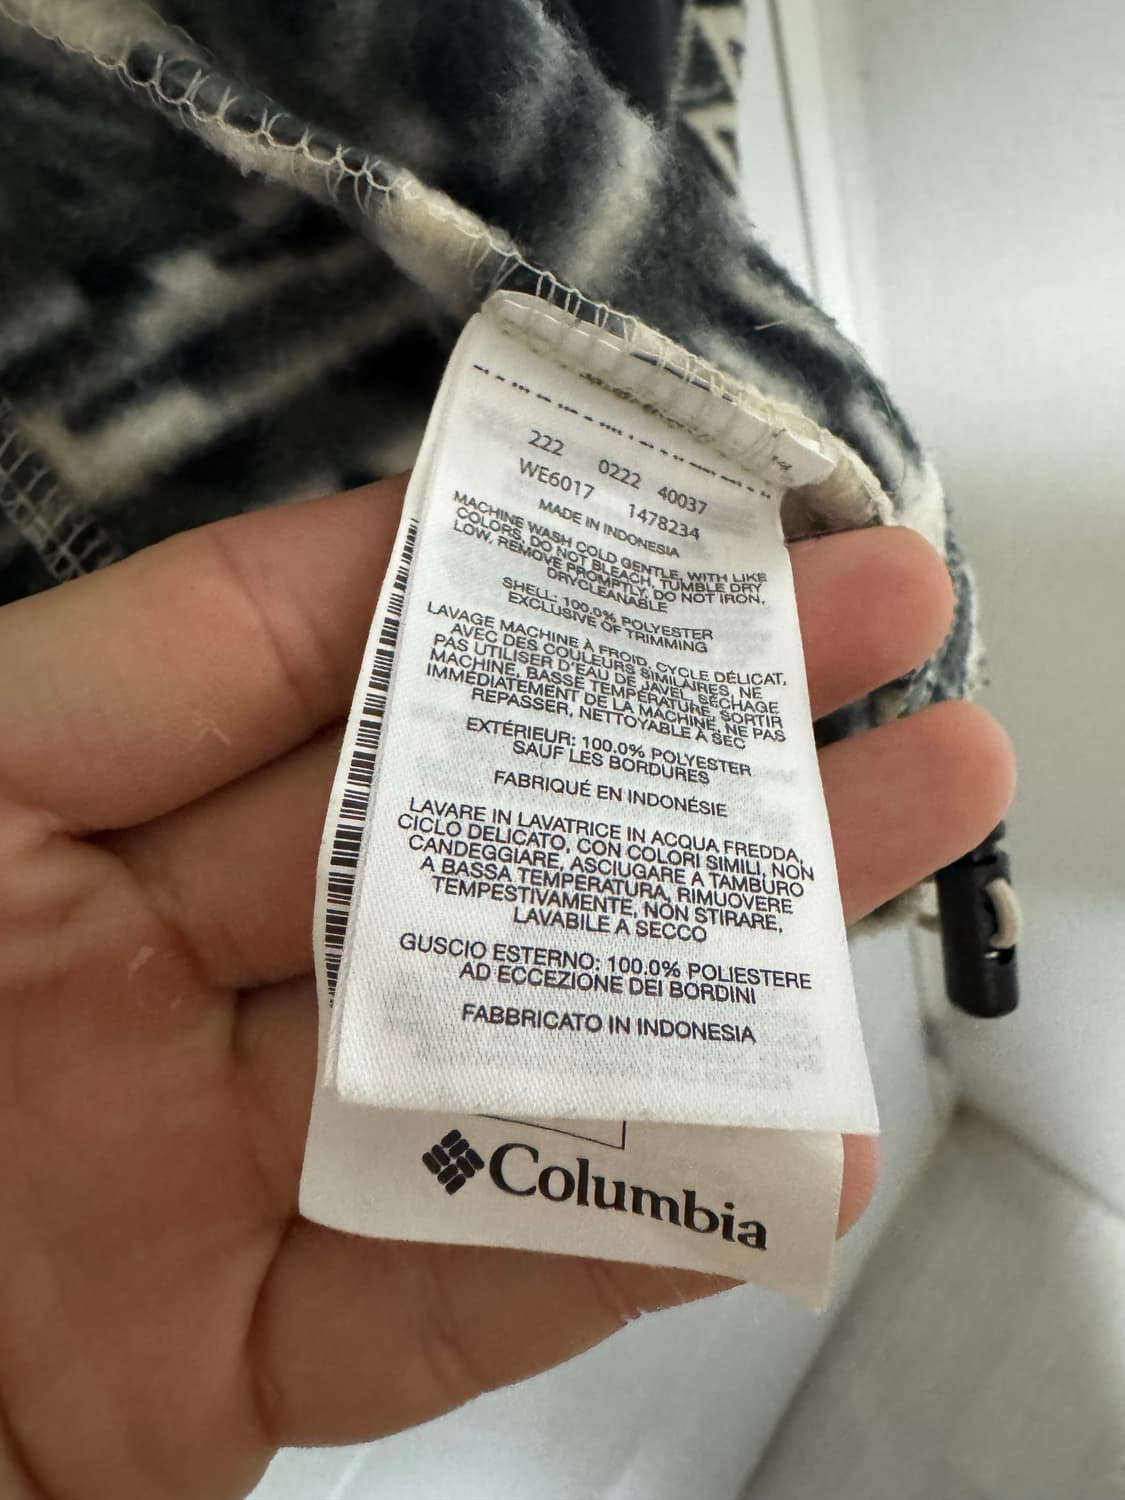 222 0222 40037
WE6017 1478234
MADE IN INDONESIA
MACHINE WASH COLD GENTLE, WITH LIKE
COLORS, DO NOT BLEACH, TUMBLE DRY
LOW, REMOVE PROMPTLY, DO NOT IRON,
DRYCLEANABLE
SHELL: 100.0% POLYESTER
EXCLUSIVE OF TRIMMING
LAVAGE MACHINE À FROID, CYCLE DÉLICAT,
AVEC DES COULEURS SIMILAIRES, NE
PAS UTILISER D'EAU DE JAVEL, SÉCHAGE
MACHINE, BASSE TEMPÉRATURE, SORTIR
IMMÉDIATEMENT DE LA MACHINE, NE PAS
REPASSER, NETTOYABLE À SEC
EXTÉRIEUR: 100.0% POLYESTER
SAUF LES BORDURES
FABRIQUÉ EN INDONÉSIE
LAVARE IN LAVATRICE IN ACQUA FREDDA,
CICLO DELICATO, CON COLORI SIMILI, NON
CANDEGGIARE, ASCIUGARE A TAMBURO
A BASSA TEMPERATURA, RIMUOVERE
TEMPESTIVAMENTE, NON STIRARE,
LAVABILE A SECCO
GUSCIO ESTERNO: 100.0% POLIESTERE
AD ECCEZIONE DEI BORDINI
FABBRICATO IN INDONESIA
Columbia